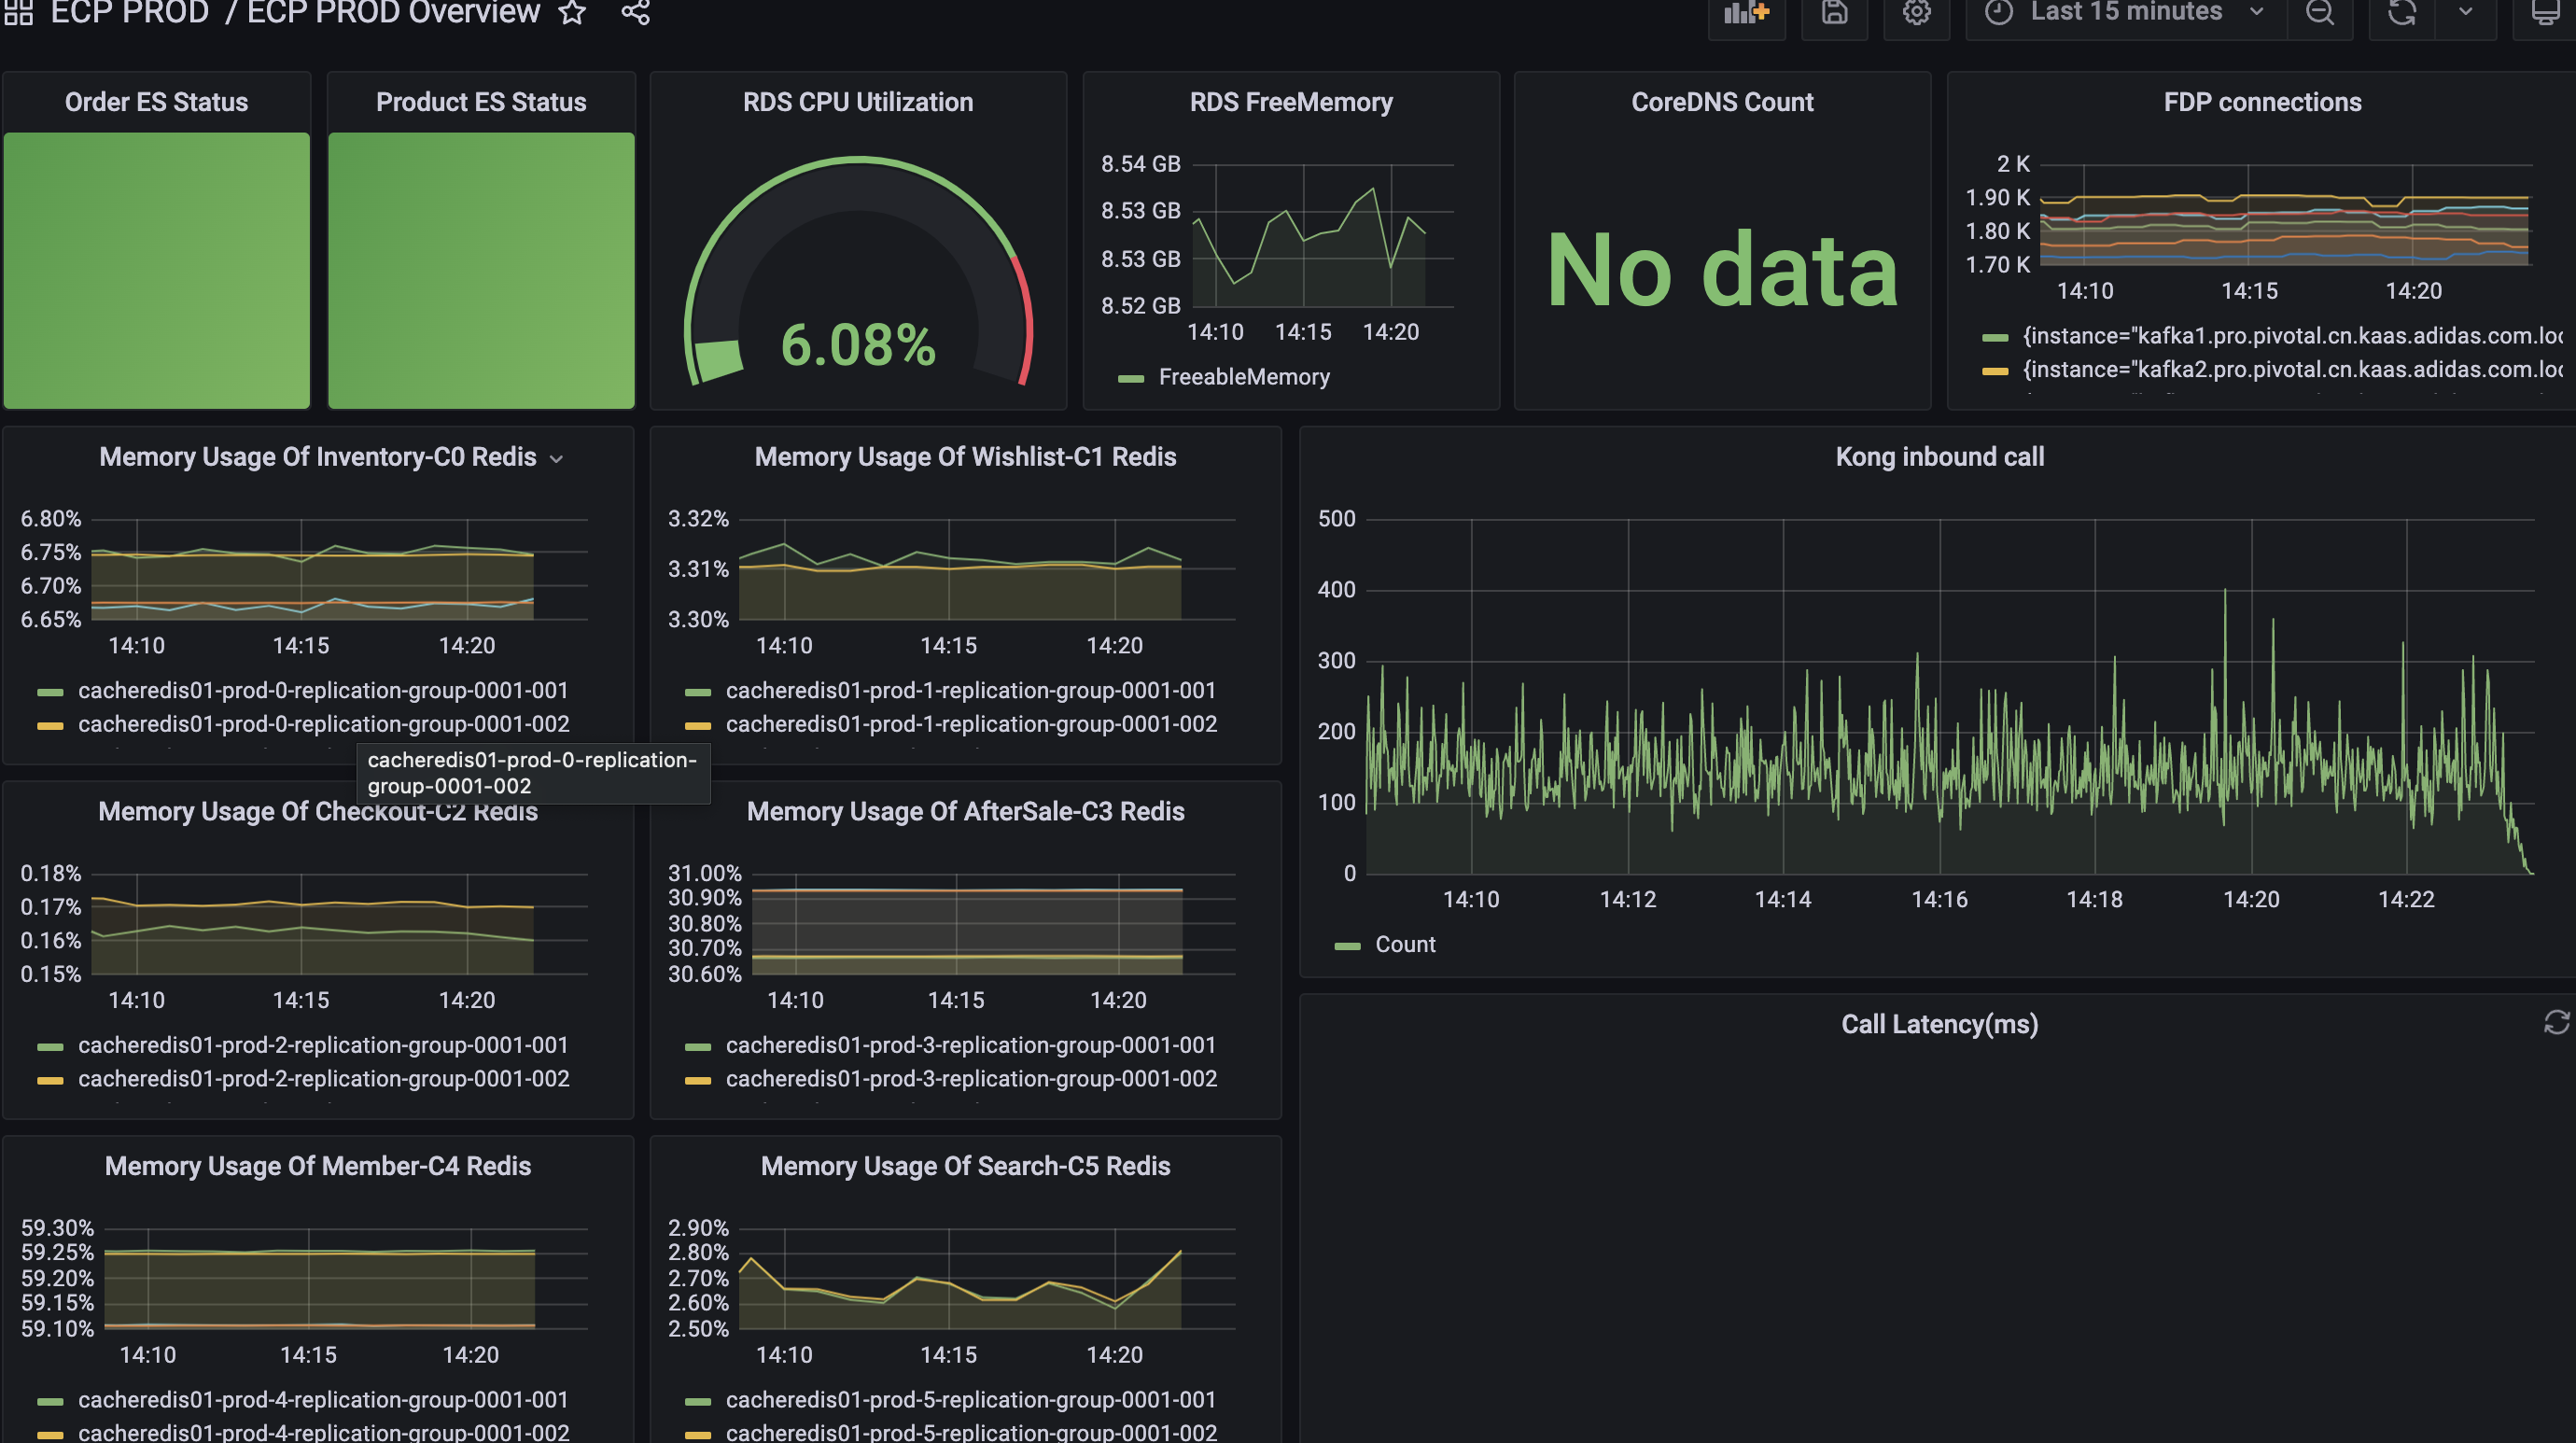 ECP PROD / ECP PROD Overview
Last 15 minutes
Order ES Status
Product ES Status
RDS CPU Utilization
6.08%
RDS FreeMemory
8.54 GB
8.53 GB
8.53 GB
8.52 GB
14:10 14:15 14:20
FreeableMemory
CoreDNS Count
No data
FDP connections
2 K
1.90 K
1.80 K
1.70 K
14:10 14:15 14:20
{instance="kafka1.pro.pivotal.cn.kaas.adidas.com.loc
{instance="kafka2.pro.pivotal.cn.kaas.adidas.com.loc
Memory Usage Of Inventory-C0 Redis
6.80%
6.75%
6.70%
6.65%
14:10 14:15 14:20
cacheredis01-prod-0-replication-group-0001-001
cacheredis01-prod-0-replication-group-0001-002
cacheredis01-prod-0-replication-
group-0001-002
Memory Usage Of Wishlist-C1 Redis
3.32%
3.31%
3.30%
14:10 14:15 14:20
cacheredis01-prod-1-replication-group-0001-001
cacheredis01-prod-1-replication-group-0001-002
Kong inbound call
500
400
300
200
100
0
14:10 14:12 14:14 14:16 14:18 14:20 14:22
Count
Memory Usage Of Checkout-C2 Redis
0.18%
0.17%
0.16%
0.15%
14:10 14:15 14:20
cacheredis01-prod-2-replication-group-0001-001
cacheredis01-prod-2-replication-group-0001-002
Memory Usage Of AfterSale-C3 Redis
31.00%
30.90%
30.80%
30.70%
30.60%
14:10 14:15 14:20
cacheredis01-prod-3-replication-group-0001-001
cacheredis01-prod-3-replication-group-0001-002
Call Latency(ms)
Memory Usage Of Member-C4 Redis
59.30%
59.25%
59.20%
59.15%
59.10%
14:10 14:15 14:20
cacheredis01-prod-4-replication-group-0001-001
cacheredis01-prod-4-replication-group-0001-002
Memory Usage Of Search-C5 Redis
2.90%
2.80%
2.70%
2.60%
2.50%
14:10 14:15 14:20
cacheredis01-prod-5-replication-group-0001-001
cacheredis01-prod-5-replication-group-0001-002